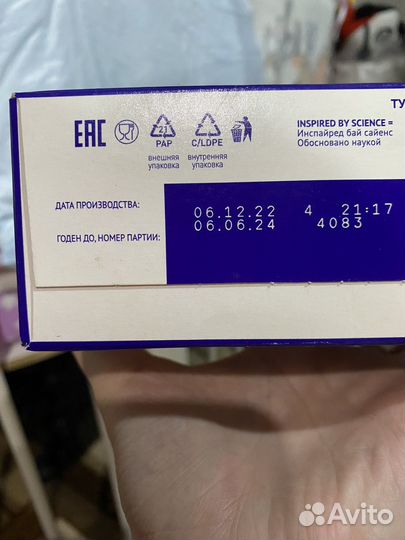 ТУ
EAC
21
PAP
C/LDPE
внешняя
упаковка
внутренняя
упаковка
INSPIRED BY SCIENCE =
Инспайред бай сайенс
Обосновано наукой
ДАТА ПРОИЗВОДСТВА:
06.12.22 4 21:17
ГОДЕН ДО, НОМЕР ПАРТИИ:
06.06.24 4083
Avito